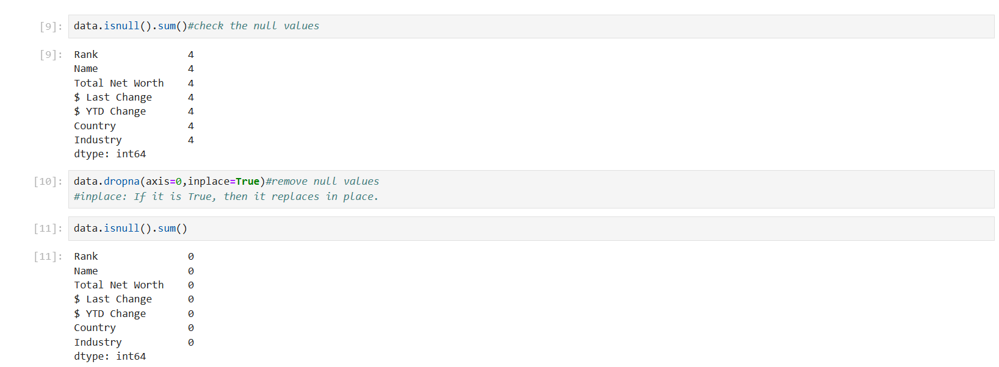 [9]: data.isnull().sum()#check the null values
[9]: Rank 4
Name 4
Total Net Worth 4
$ Last Change 4
$ YTD Change 4
Country 4
Industry 4
dtype: int64
[10]: data.dropna(axis=0,inplace=True)#remove null values
#inplace: If it is True, then it replaces in place.
[11]: data.isnull().sum()
[11]: Rank 0
Name 0
Total Net Worth 0
$ Last Change 0
$ YTD Change 0
Country 0
Industry 0
dtype: int64